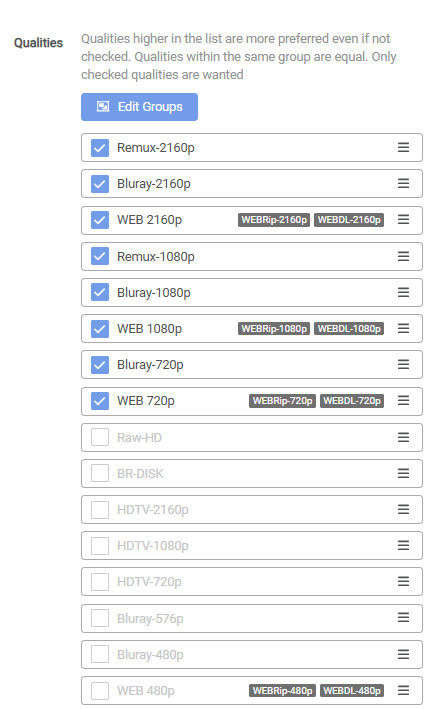 Qualities
Qualities higher in the list are more preferred even if not
checked. Qualities within the same group are equal. Only
checked qualities are wanted
Edit Groups
Remux-2160p
Bluray-2160p
WEB 2160p WEBRip-2160p WEBDL-2160p
Remux-1080p
Bluray-1080p
WEB 1080p WEBRip-1080p WEBDL-1080p
Bluray-720p
WEB 720p WEBRip-720p WEBDL-720p
Raw-HD
BR-DISK
HDTV-2160p
HDTV-1080p
HDTV-720p
Bluray-576p
Bluray-480p
WEB 480p WEBRip-480p WEBDL-480p